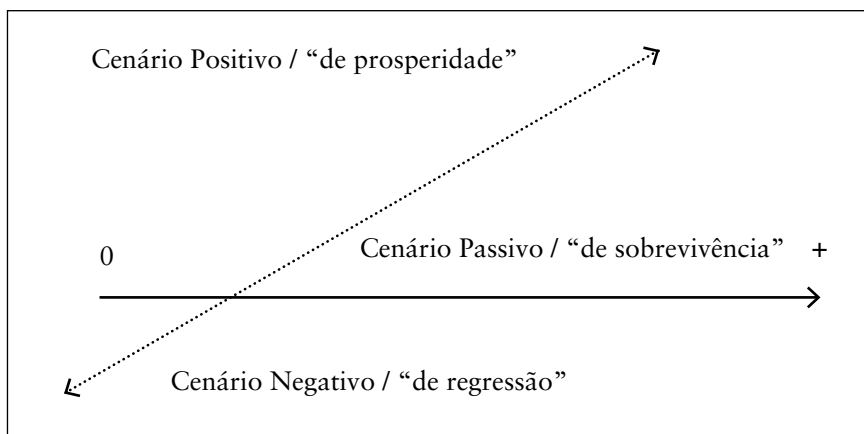 Cenário Positivo / “de prosperidade”
0
Cenário Passivo / “de sobrevivência” +
Cenário Negativo / “de regressão”